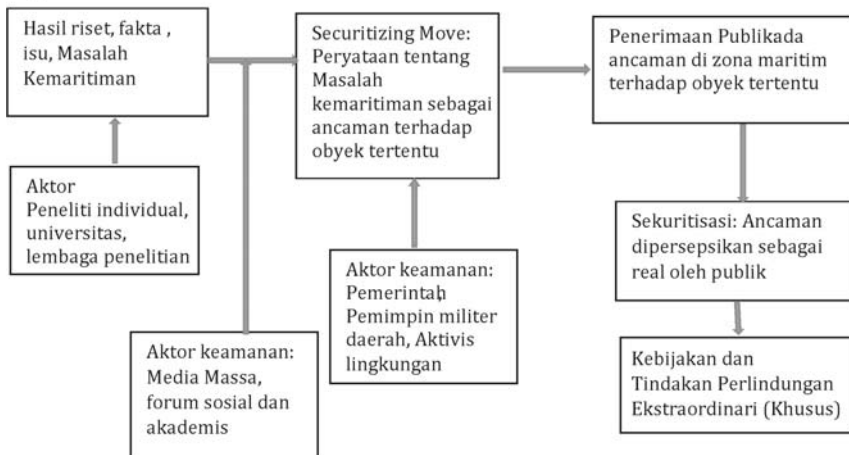 Hasil riset, fakta ,
isu, Masalah
Kemaritiman
Securitizing Move:
Peryataan tentang
Masalah
kemaritiman sebagai
ancaman terhadap
obyek tertentu
Penerimaan Publikada
ancaman di zona maritim
terhadap obyek tertentu
Aktor
Peneliti individual,
universitas,
lembaga penelitian
Sekuritisasi: Ancaman
dipersepsikan sebagai
real oleh publik
Aktor keamanan:
Pemerintah,
Pemimpin militer
daerah, Aktivis
lingkungan
Aktor keamanan:
Media Massa,
forum sosial dan
akademis
Kebijakan dan
Tindakan Perlindungan
Ekstraordinari (Khusus)